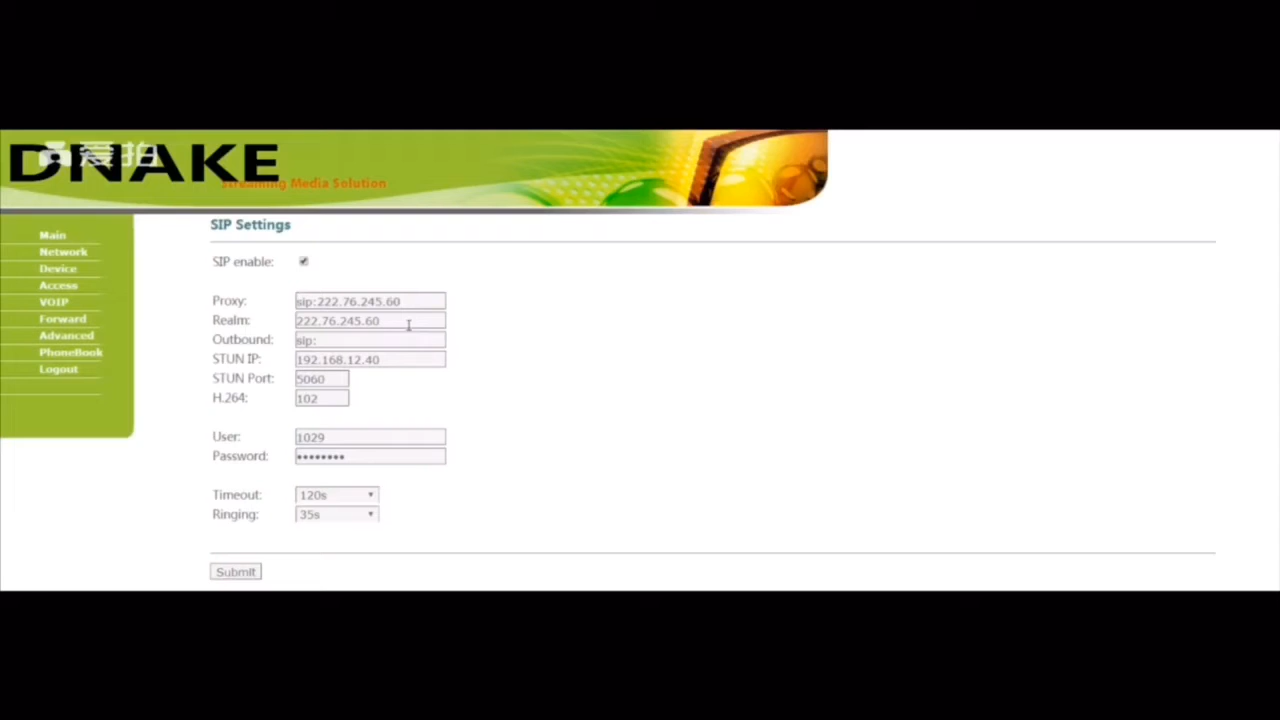 DNAKE
爱拍
Streaming Media Solution
SIP Settings
Main
Network
Device
Access
VOIP
Forward
Advanced
PhoneBook
Logout
SIP enable:
Proxy: sip:222.76.245.60
Realm: 222.76.245.60
Outbound: sip:
STUN IP: 192.168.12.40
STUN Port: 5060
H.264: 102
User: 1029
Password: ••••••••
Timeout: 120s
Ringing: 35s
Submit